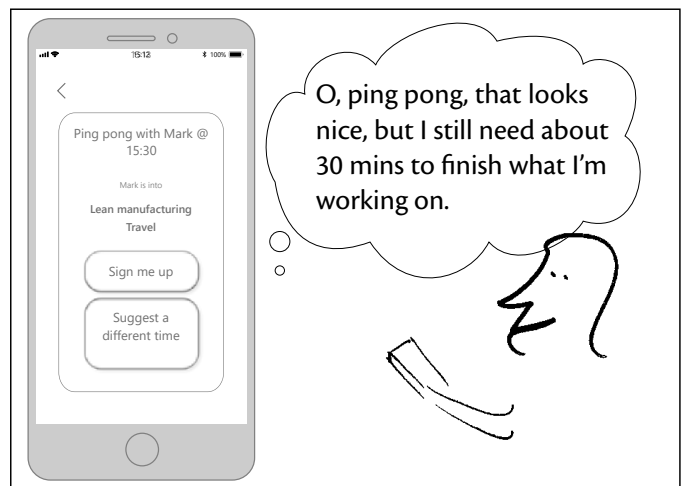 15:12
100%
Ping pong with Mark @
15:30
Mark is into
Lean manufacturing
Travel
Sign me up
Suggest a
different time
O, ping pong, that looks
nice, but I still need about
30 mins to finish what I'm
working on.